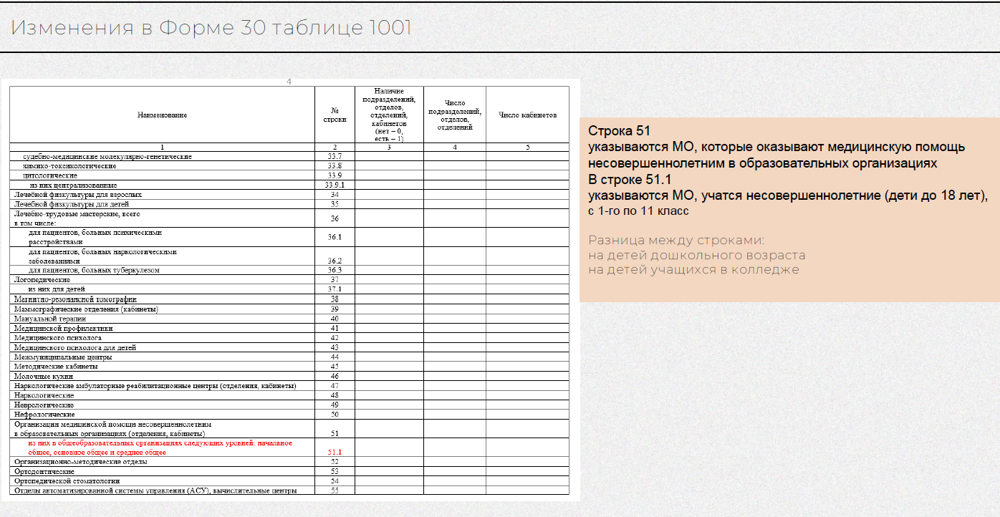 Изменения в Форме 30 таблице 1001
4
Наименование
№
строки
Наличие
подразделений,
отделов,
отделений,
кабинетов
(нет – 0,
есть – 1)
Число
подразделений,
отделов,
отделений
Число кабинетов
1 2 3 4 5
судебно-медицинские молекулярно-генетические 33.7
химико-токсикологические 33.8
цитологические 33.9
из них централизованные 33.9.1
Лечебной физкультуры для взрослых 34
Лечебной физкультуры для детей 35
Лечебно-трудовые мастерские, всего
в том числе: 36
для пациентов, больных психическими
расстройствами 36.1
для пациентов, больных наркологическими
заболеваниями 36.2
для пациентов, больных туберкулезом 36.3
Логопедические 37
из них для детей 37.1
Магнитно-резонансной томографии 38
Маммографические отделения (кабинеты) 39
Мануальной терапии 40
Медицинской профилактики 41
Медицинского психолога 42
Медицинского психолога для детей 43
Межмуниципальные центры 44
Методические кабинеты 45
Молочные кухни 46
Наркологические амбулаторные реабилитационные центры (отделения, кабинеты) 47
Наркологические 48
Неврологические 49
Нефрологические 50
Организации медицинской помощи несовершеннолетним
в образовательных организациях (отделения, кабинеты) 51
из них в общеобразовательных организациях следующих уровней: начальное
общее, основное общее и среднее общее 51.1
Организационно-методические отделы 52
Ортодонтические 53
Ортопедической стоматологии 54
Отделы автоматизированной системы управления (АСУ), вычислительные центры 55
Строка 51
указываются МО, которые оказывают медицинскую помощь
несовершеннолетним в образовательных организациях
В строке 51.1
указываются МО, учатся несовершеннолетние (дети до 18 лет),
с 1-го по 11 класс
Разница между строками:
на детей дошкольного возраста
на детей учащихся в колледже